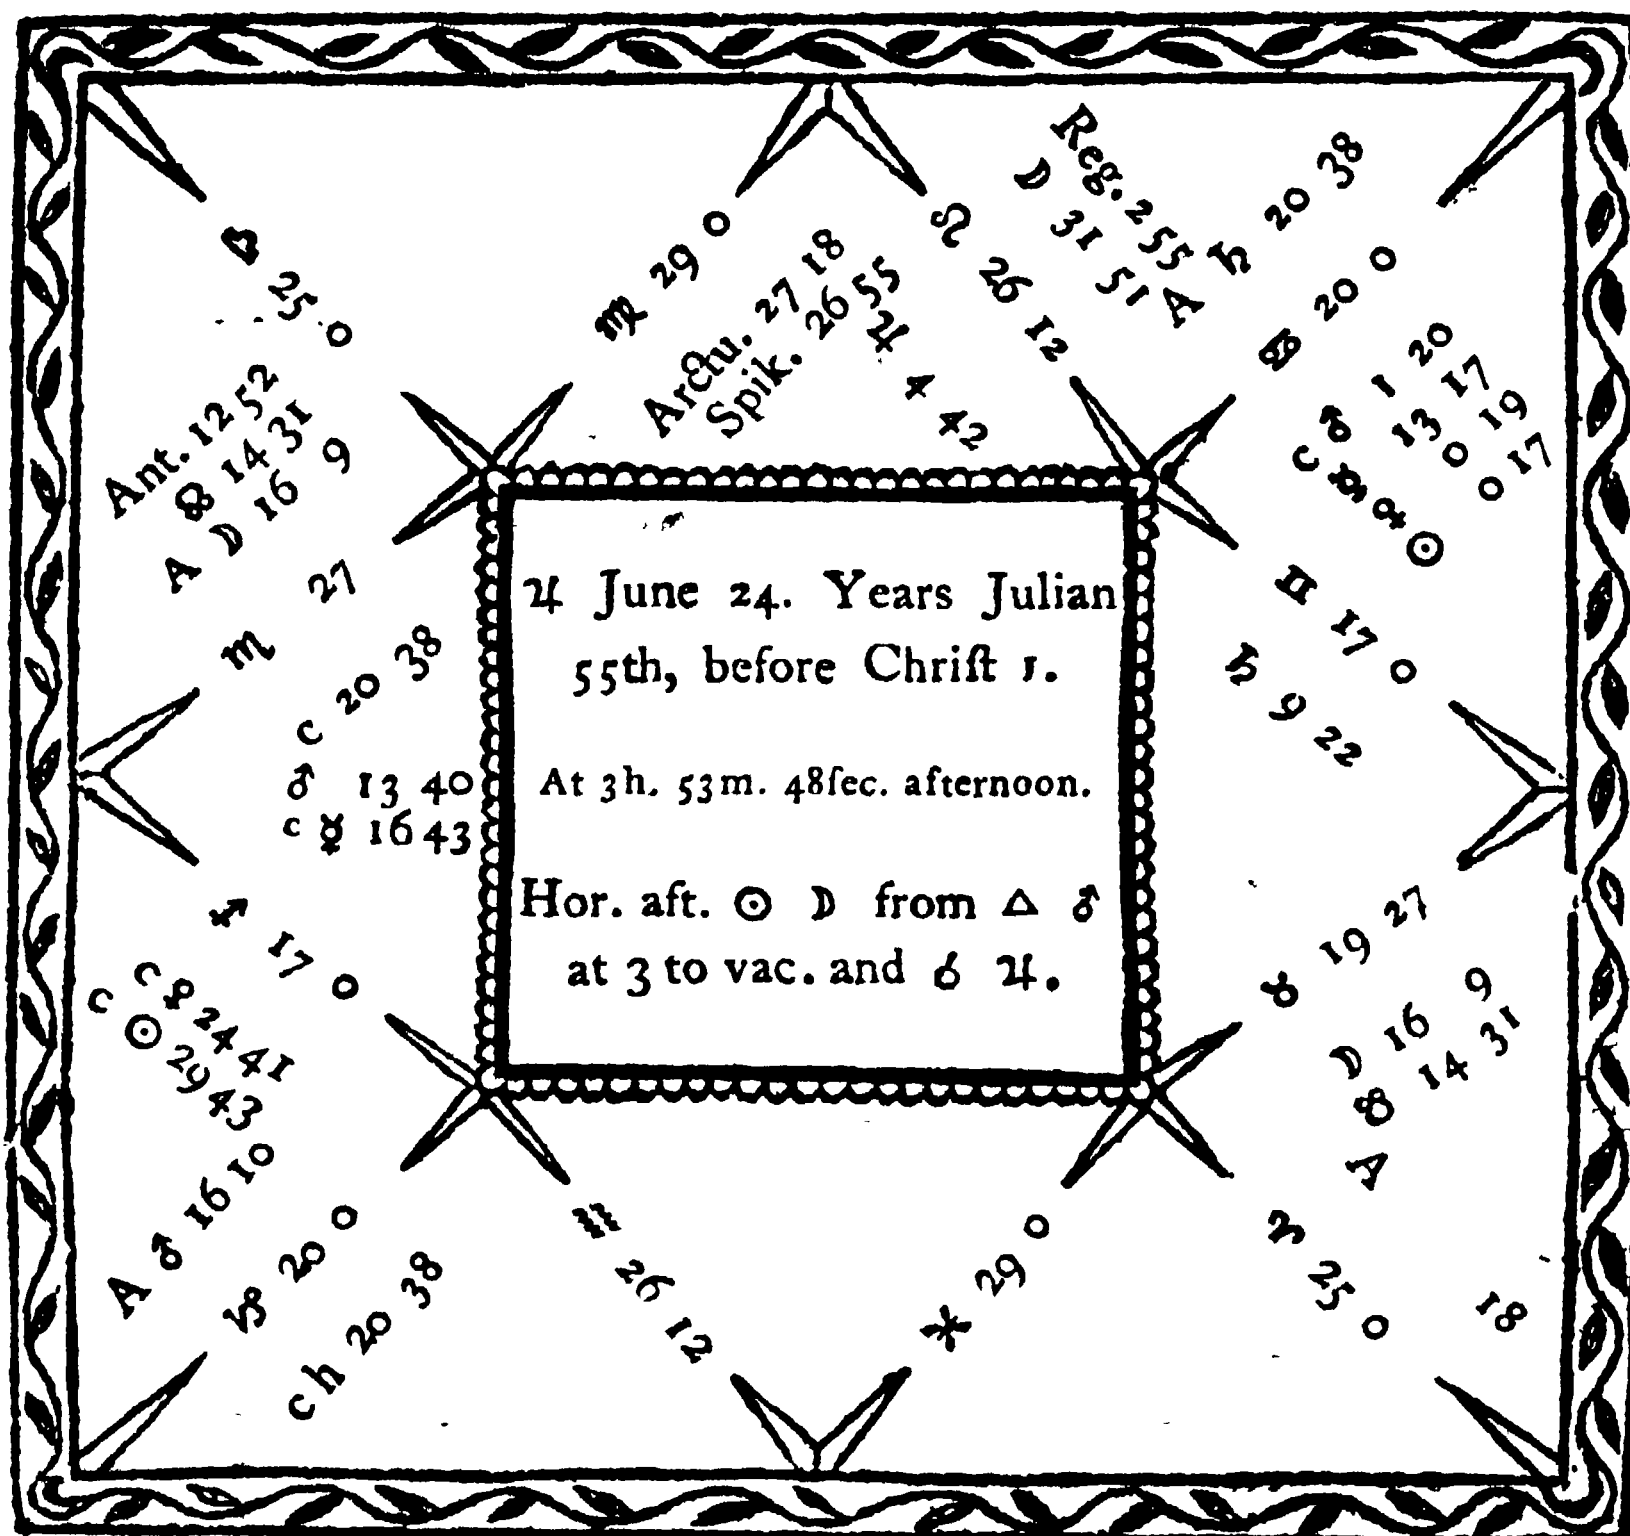 ♎ 25 0
♍ 29 0
Arctu. 27 18
Spik. 26 55
♃ 4 42
♌ 26 12
Reg. 2 55
☽ 31 51 A
♄ 20 38
♋ 20 0
♂ 1 20
c ☿ 13 17
♀ 0 19
☉ 0 17
Ant. 12 52
☊ 14 31
A ☽ 16 9
♏ 27
c 20 38
♂ 13 40
c ☿ 16 43
♊ 17 0
♄ 9 22
♃ June 24. Years Julian
55th, before Chriſt 1.
At 3h. 53m. 48ſec. afternoon.
Hor. aft. ☉ ☽ from △ ♂
at 3 to vac. and ☌ ♃.
♐ 17 0
c ♀ 24 41
c ☉ 29 43
A ♂ 16 10
♑ 20 0
c h 20 38
♒ 26 12
♉ 19 27
☽ 16 9
☋ 14 31
A
♈ 25 0
18
29 0